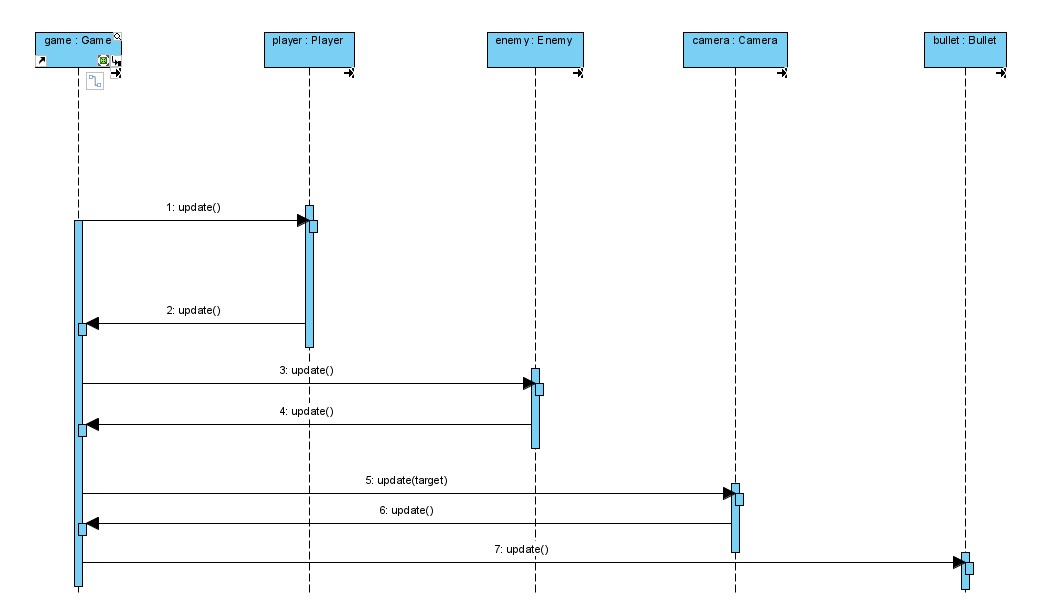 game : Game
player : Player
enemy : Enemy
camera : Camera
bullet : Bullet
1: update()
2: update()
3: update()
4: update()
5: update(target)
6: update()
7: update()